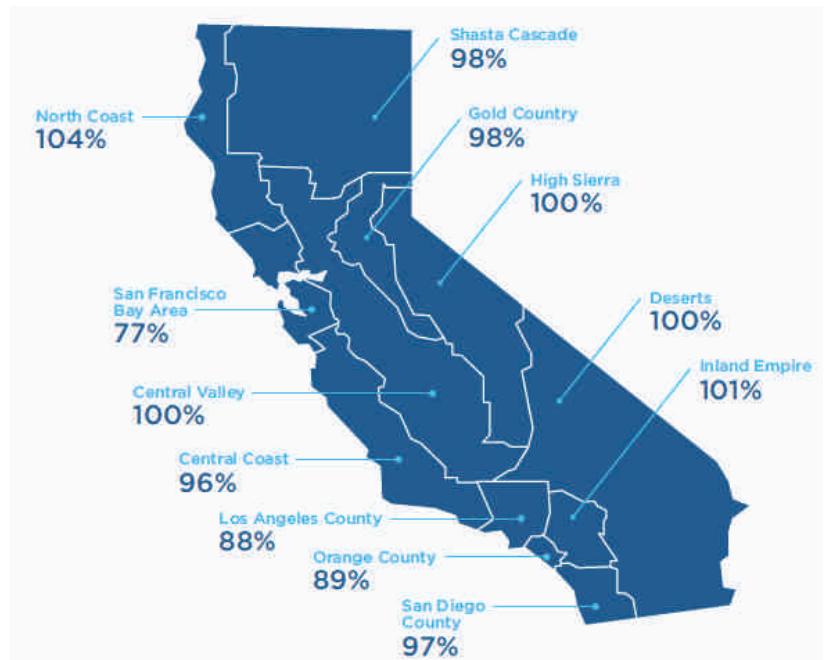 Shasta Cascade
98%
Gold Country
98%
North Coast
104%
High Sierra
100%
San Francisco
Bay Area
77%
Deserts
100%
Inland Empire
101%
Central Valley
100%
Central Coast
96%
Los Angeles County
88%
Orange County
89%
San Diego
County
97%